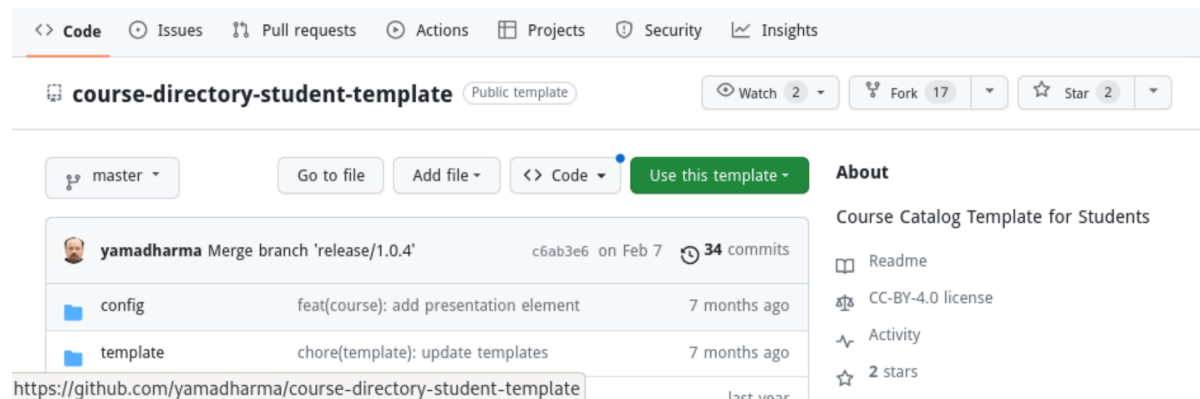 Code Issues Pull requests Actions Projects Security Insights
course-directory-student-template Public template Watch 2 Fork 17 Star 2
master Go to file Add file Code Use this template
About
Course Catalog Template for Students
yamadharma Merge branch 'release/1.0.4' c6ab3e6 on Feb 7 34 commits
Readme
config feat(course): add presentation element 7 months ago
CC-BY-4.0 license
Activity
template chore(template): update templates 7 months ago
2 stars
https://github.com/yamadharma/course-directory-student-template
last year